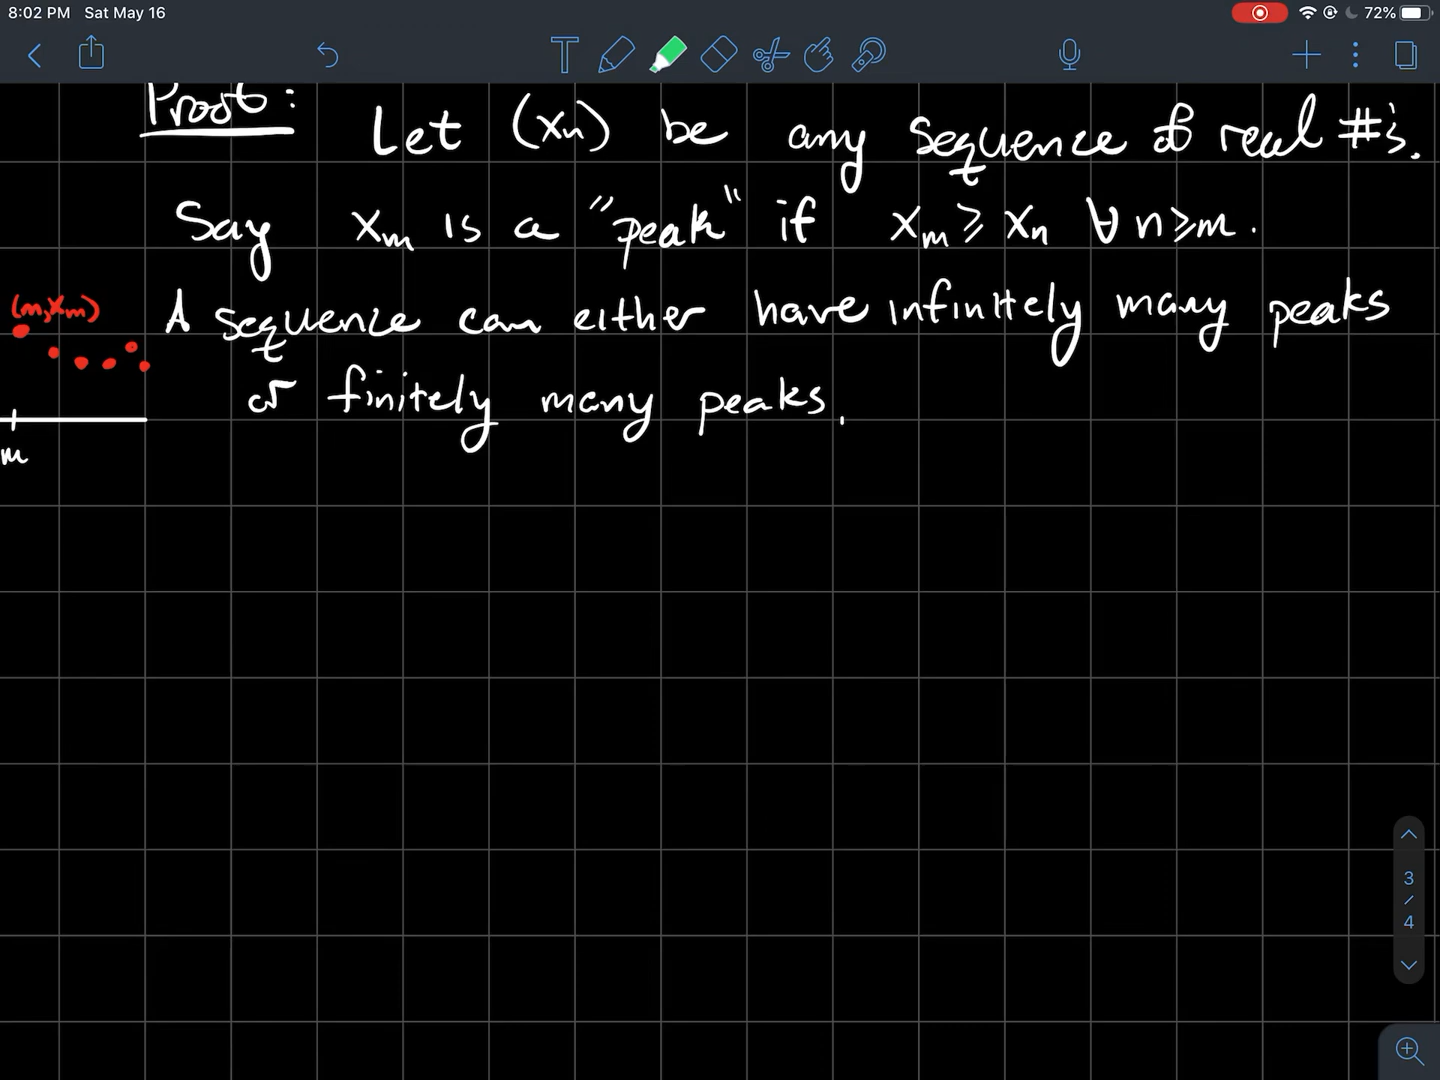 8:02 PM Sat May 16
72%
Proof:
Let (xn) be any sequence of real #'s.
Say xm is a "peak" if xm ≥ xn ∀ n ≥ m.
(m, xm)
A sequence can either have infinitely many peaks
or finitely many peaks.
m
3
/
4